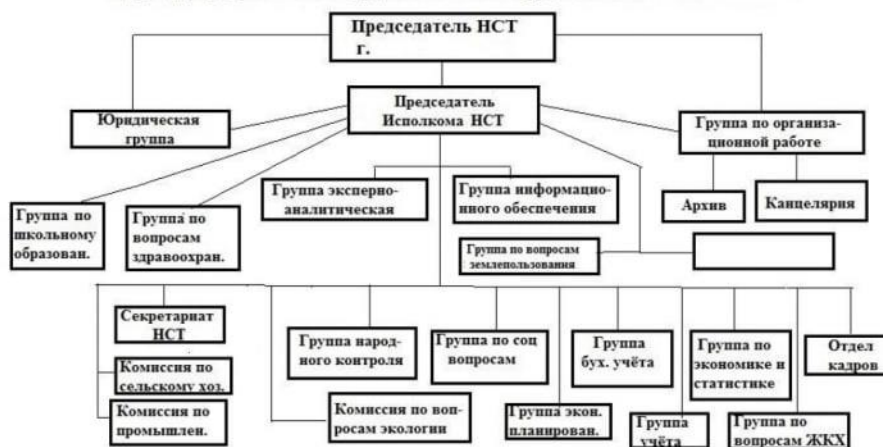 Председатель НСТ
г.
Председатель
Исполкома НСТ
Юридическая
группа
Группа по организа-
ационной работе
Группа эксперно-
аналитическая
Группа информацио-
нного обеспечения
Архив
Канцелярия
Группа по
школьному
образован.
Группа по
вопросам
здравоохран.
Группа по вопросам
землепользования
Секретариат
НСТ
Группа народ-
ного контроля
Группа по соц
вопросам
Группа
бух. учёта
Группа по
экономике и
статистике
Отдел
кадров
Комиссия по
сельскому хоз.
Комиссия по
промышлен.
Комиссия по воп-
росам экологии
Группа экон.
планирован.
Группа
учёта
Группа по
вопросам ЖКХ